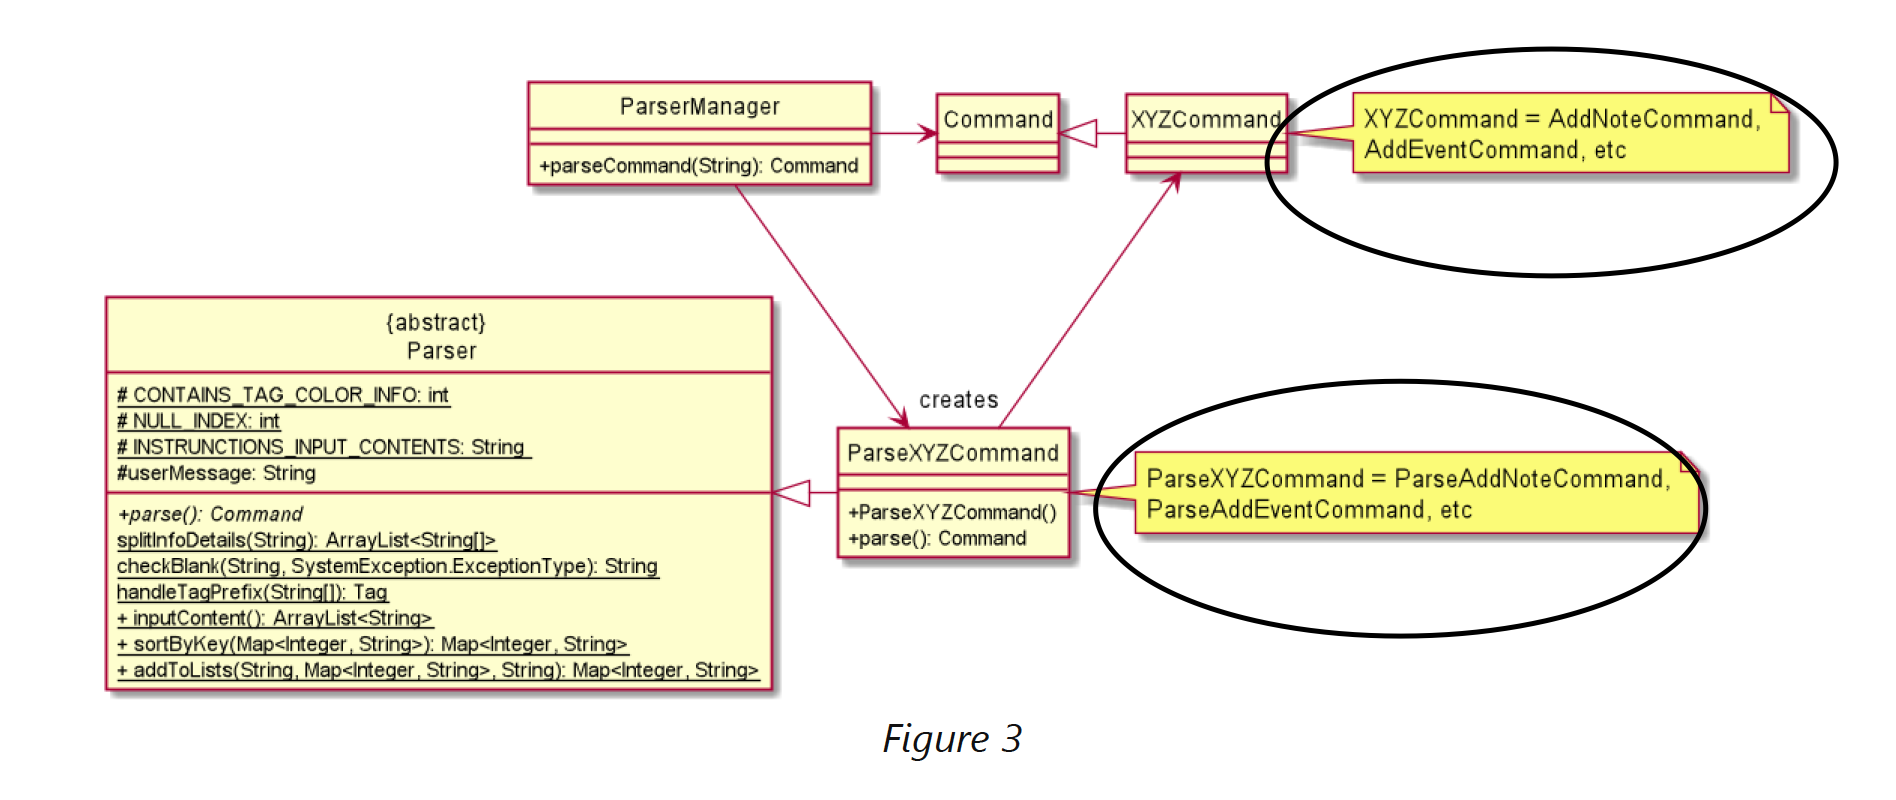 ParserManager
+parseCommand(String): Command
Command
XYZCommand
XYZCommand = AddNoteCommand,
AddEventCommand, etc
{abstract}
Parser
# CONTAINS_TAG_COLOR_INFO: int
# NULL_INDEX: int
# INSTRUNCTIONS_INPUT_CONTENTS: String
#userMessage: String
+parse(): Command
splitInfoDetails(String): ArrayList<String[]>
checkBlank(String, SystemException.ExceptionType): String
handleTagPrefix(String[]): Tag
+ inputContent(): ArrayList<String>
+ sortByKey(Map<Integer, String>): Map<Integer, String>
+ addToLists(String, Map<Integer, String>, String): Map<Integer, String>
creates
ParseXYZCommand
+ParseXYZCommand()
+parse(): Command
ParseXYZCommand = ParseAddNoteCommand,
ParseAddEventCommand, etc
Figure 3